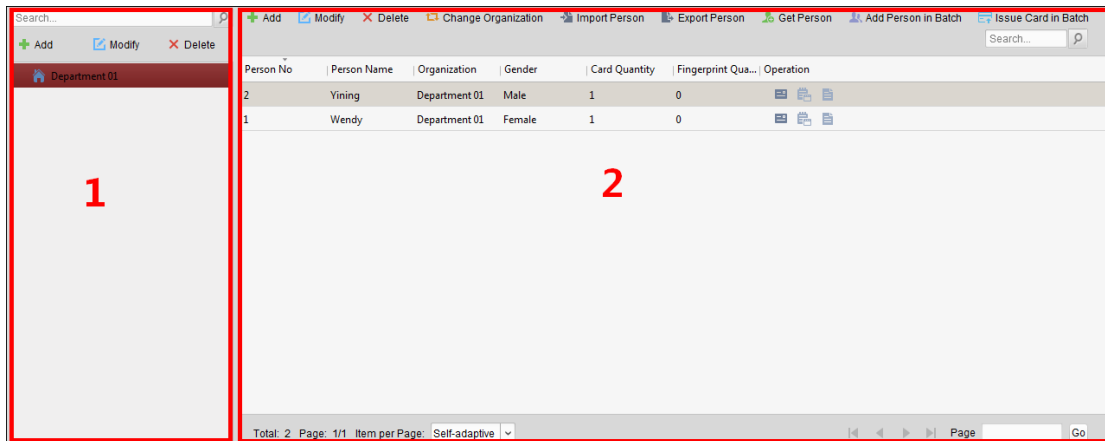 Search...
Add Modify Delete
Department 01
1
Add Modify Delete Change Organization Import Person Export Person Get Person Add Person in Batch Issue Card in Batch
Search...
Person No Person Name Organization Gender Card Quantity Fingerprint Qua... Operation
2 Yining Department 01 Male 1 0
1 Wendy Department 01 Female 1 0
2
Total: 2 Page: 1/1 Item per Page: Self-adaptive Page Go